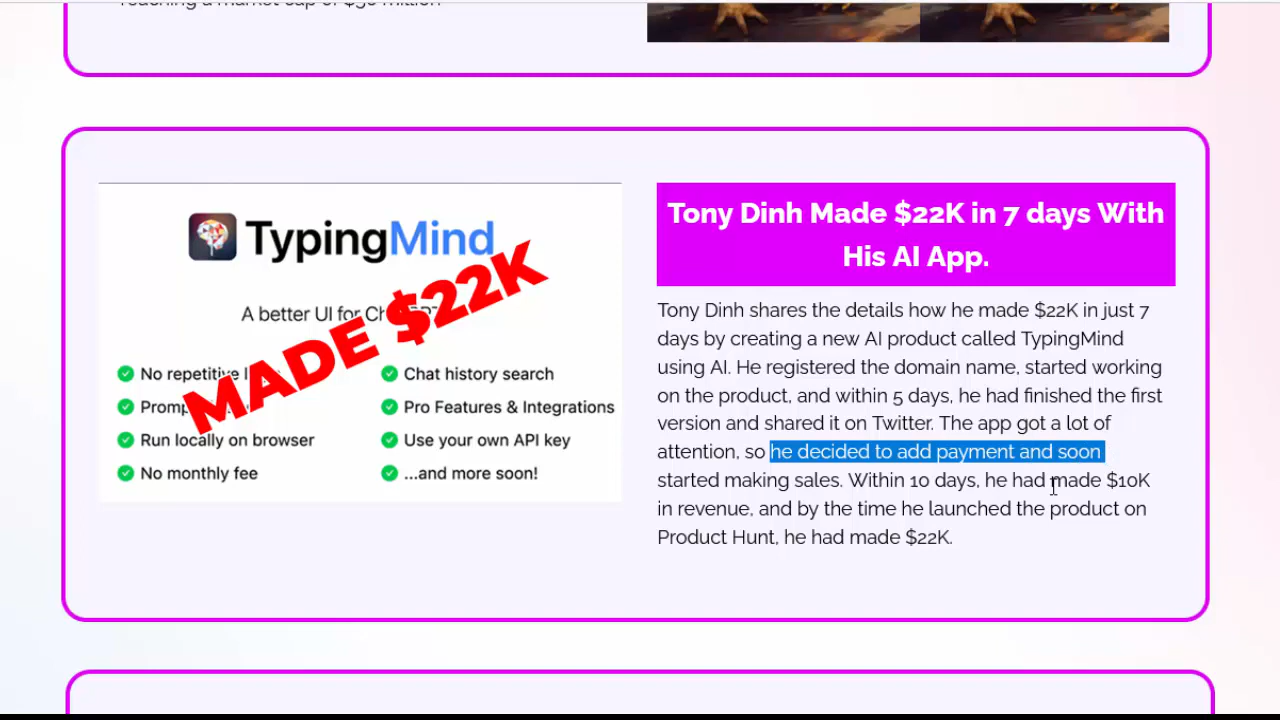 Tony Dinh Made $22K in 7 days With
His AI App.
TypingMind
A better UI for
MADE $22K
No repetitive
Chat history search
Pro Features & Integrations
Run locally on browser
Use your own API key
No monthly fee
...and more soon!
Tony Dinh shares the details how he made $22K in just 7
days by creating a new AI product called TypingMind
using AI. He registered the domain name, started working
on the product, and within 5 days, he had finished the first
version and shared it on Twitter. The app got a lot of
attention, so he decided to add payment and soon
started making sales. Within 10 days, he had made $10K
in revenue, and by the time he launched the product on
Product Hunt, he had made $22K.